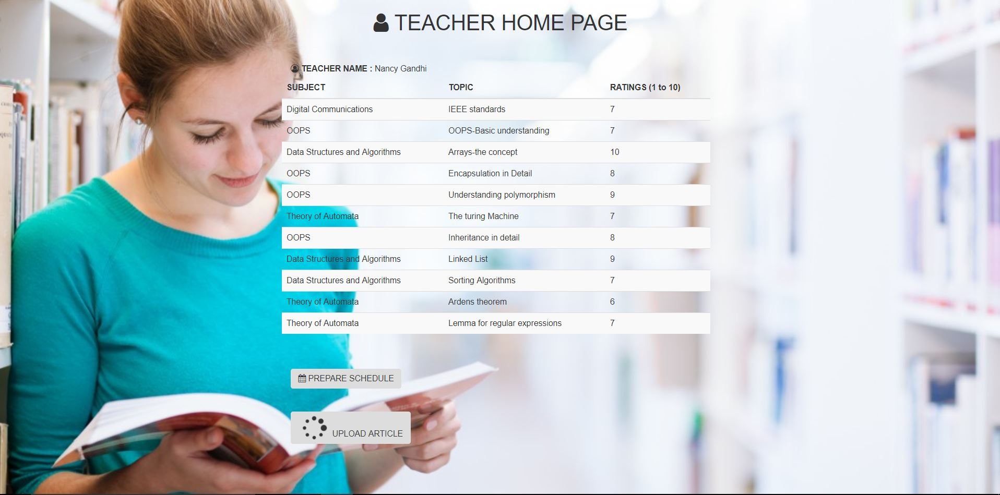 TEACHER HOME PAGE
TEACHER NAME : Nancy Gandhi
SUBJECT TOPIC RATINGS (1 to 10)
Digital Communications IEEE standards 7
OOPS OOPS-Basic understanding 7
Data Structures and Algorithms Arrays-the concept 10
OOPS Encapsulation in Detail 8
OOPS Understanding polymorphism 9
Theory of Automata The turing Machine 7
OOPS Inheritance in detail 8
Data Structures and Algorithms Linked List 9
Data Structures and Algorithms Sorting Algorithms 7
Theory of Automata Ardens theorem 6
Theory of Automata Lemma for regular expressions 7
PREPARE SCHEDULE
UPLOAD ARTICLE